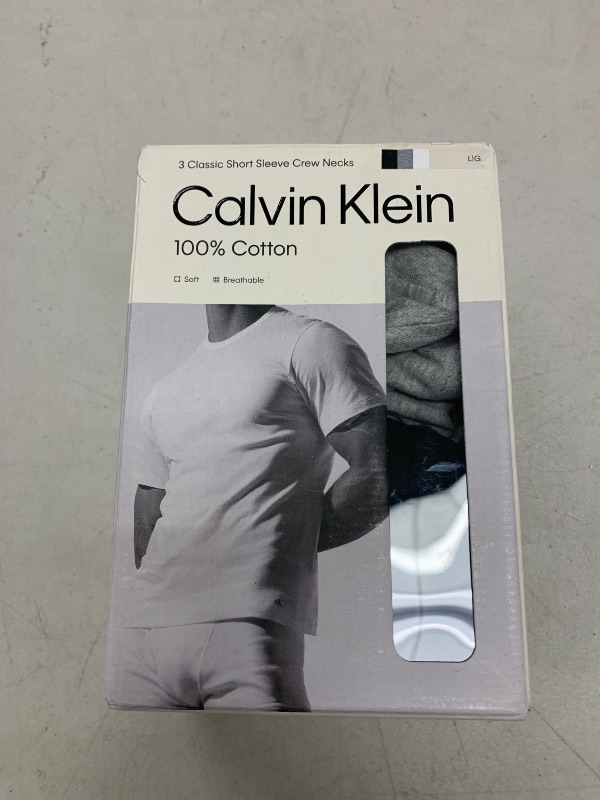 3 Classic Short Sleeve Crew Necks
L|G
Calvin Klein
100% Cotton
Soft
Breathable